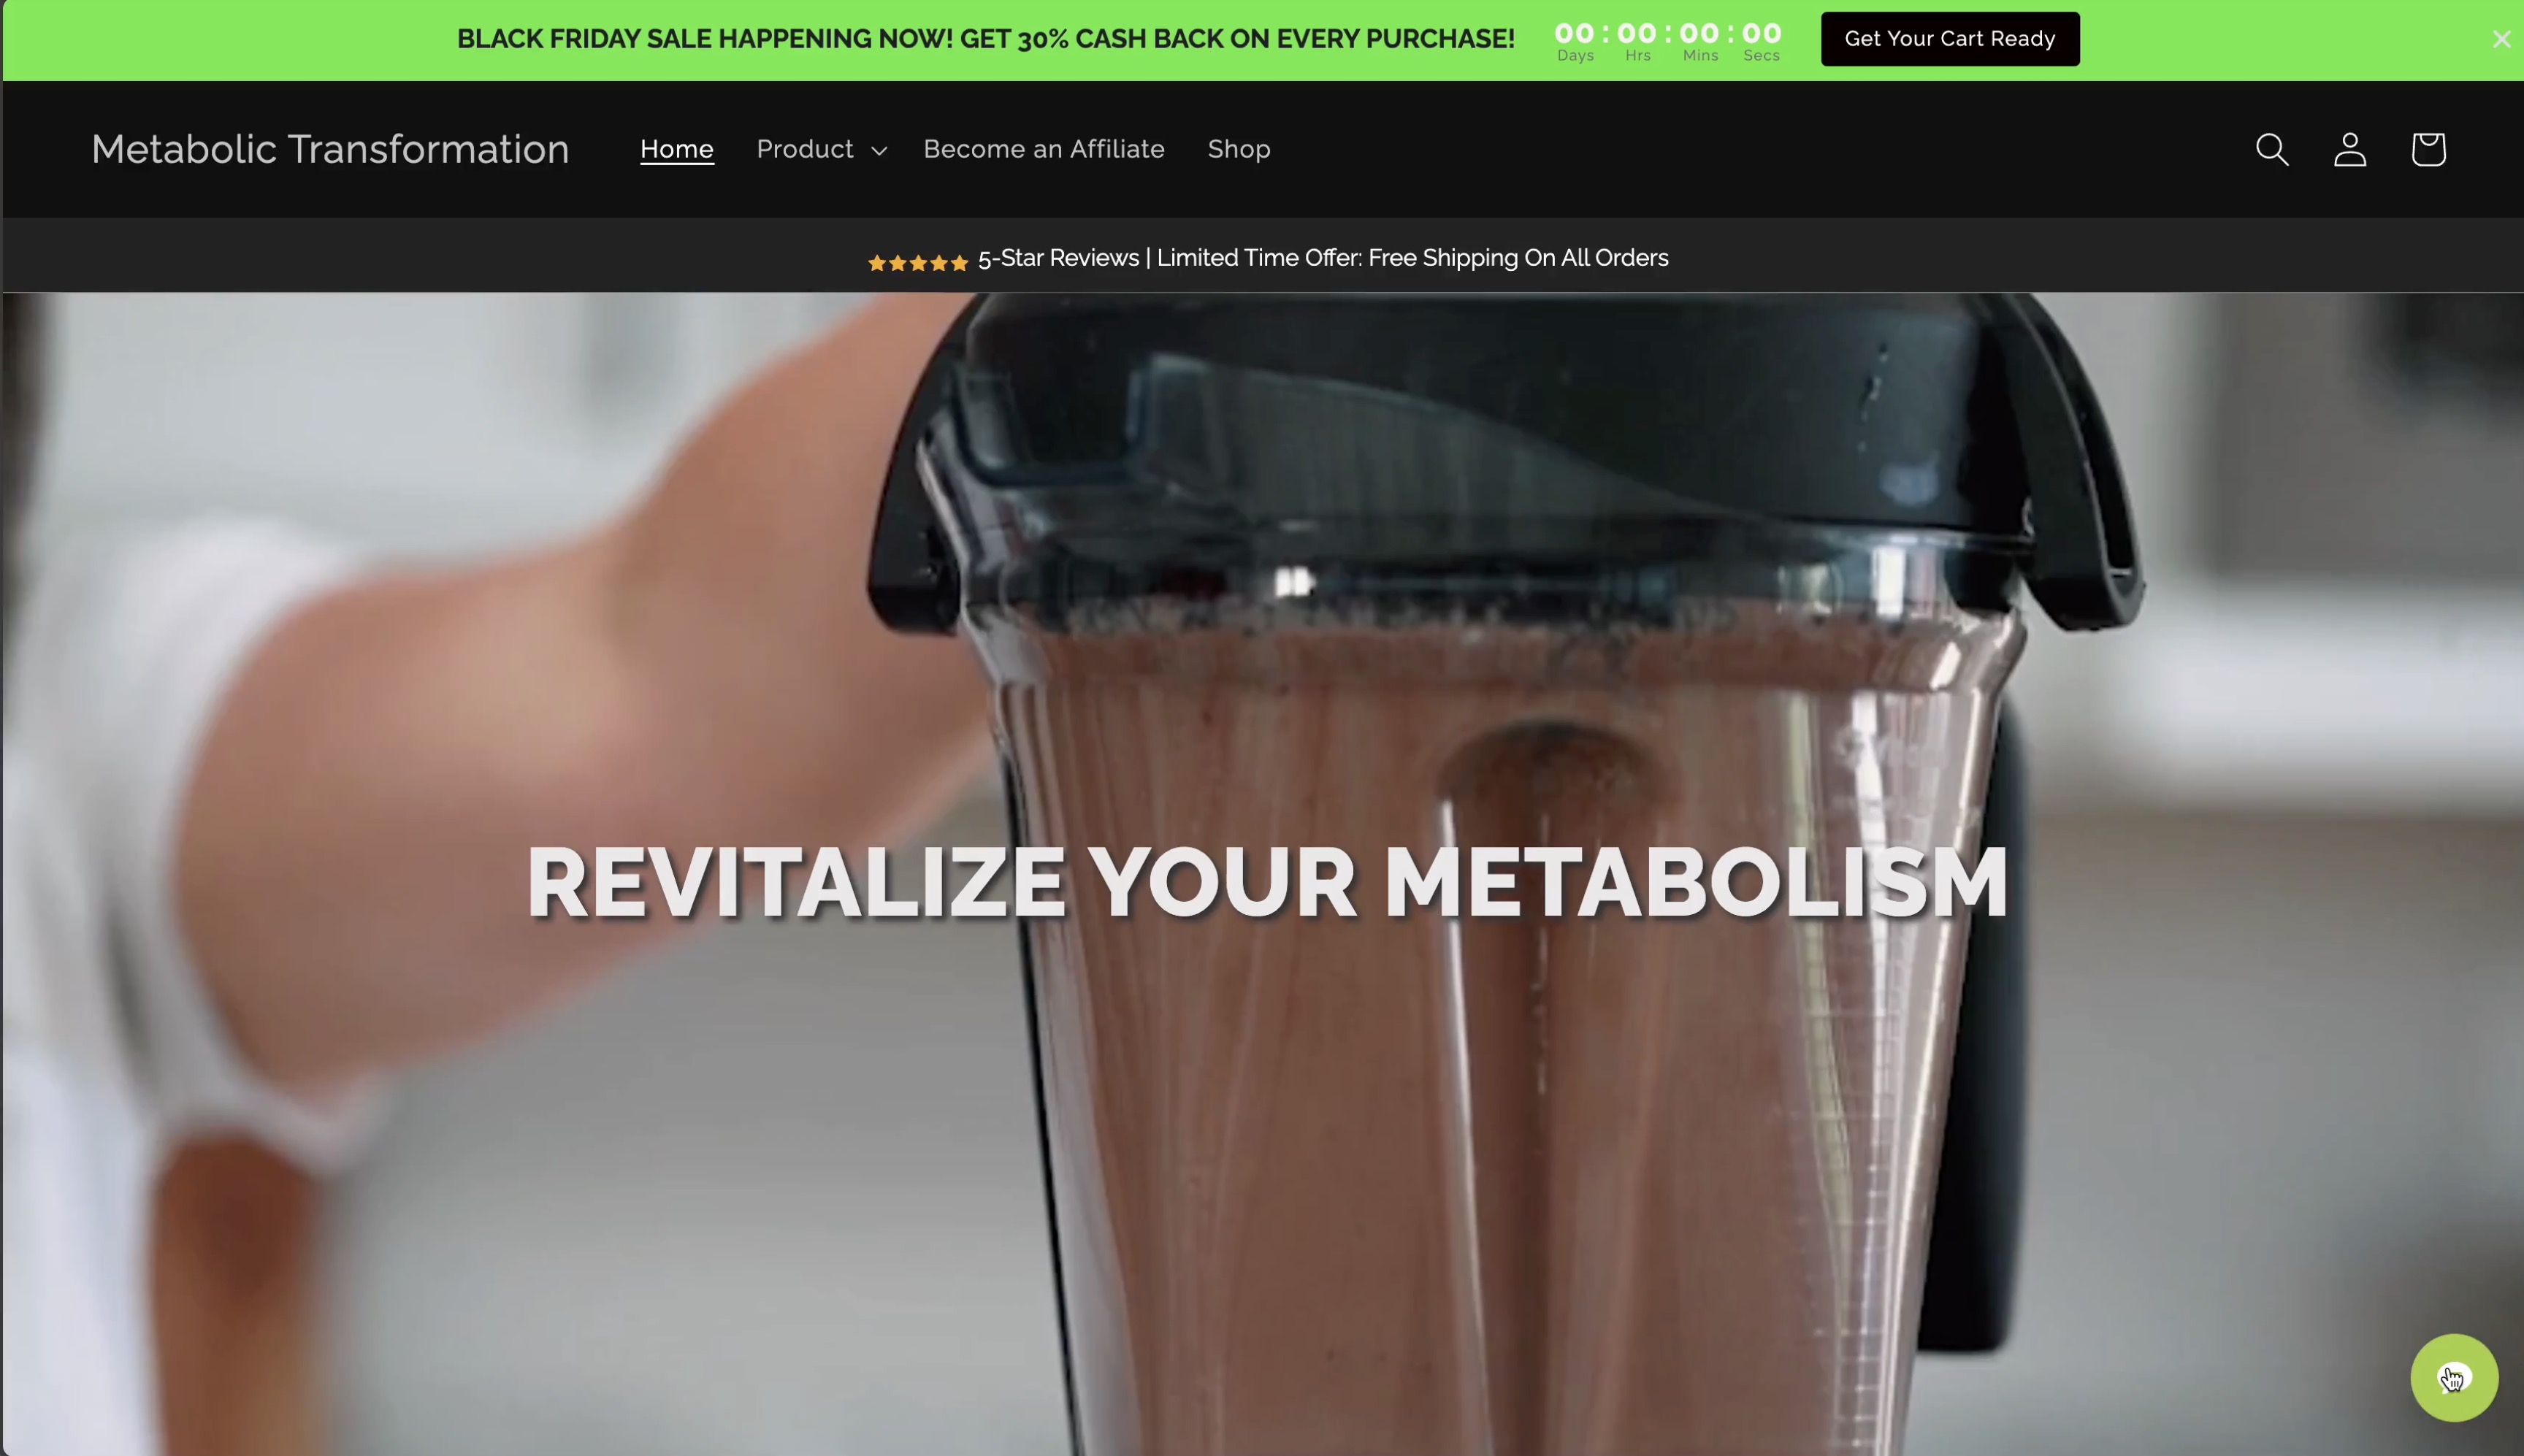 BLACK FRIDAY SALE HAPPENING NOW! GET 30% CASH BACK ON EVERY PURCHASE!
00 : 00 : 00 : 00
Days Hrs Mins Secs
Get Your Cart Ready
Metabolic Transformation
Home Product Become an Affiliate Shop
5-Star Reviews | Limited Time Offer: Free Shipping On All Orders
REVITALIZE YOUR METABOLISM